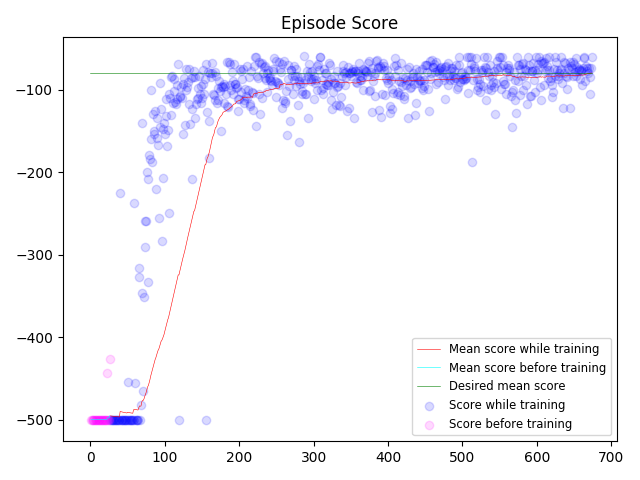 Episode Score
−100
−200
−300
−400
−500
Mean score while training
Mean score before training
Desired mean score
Score while training
Score before training
0 100 200 300 400 500 600 700